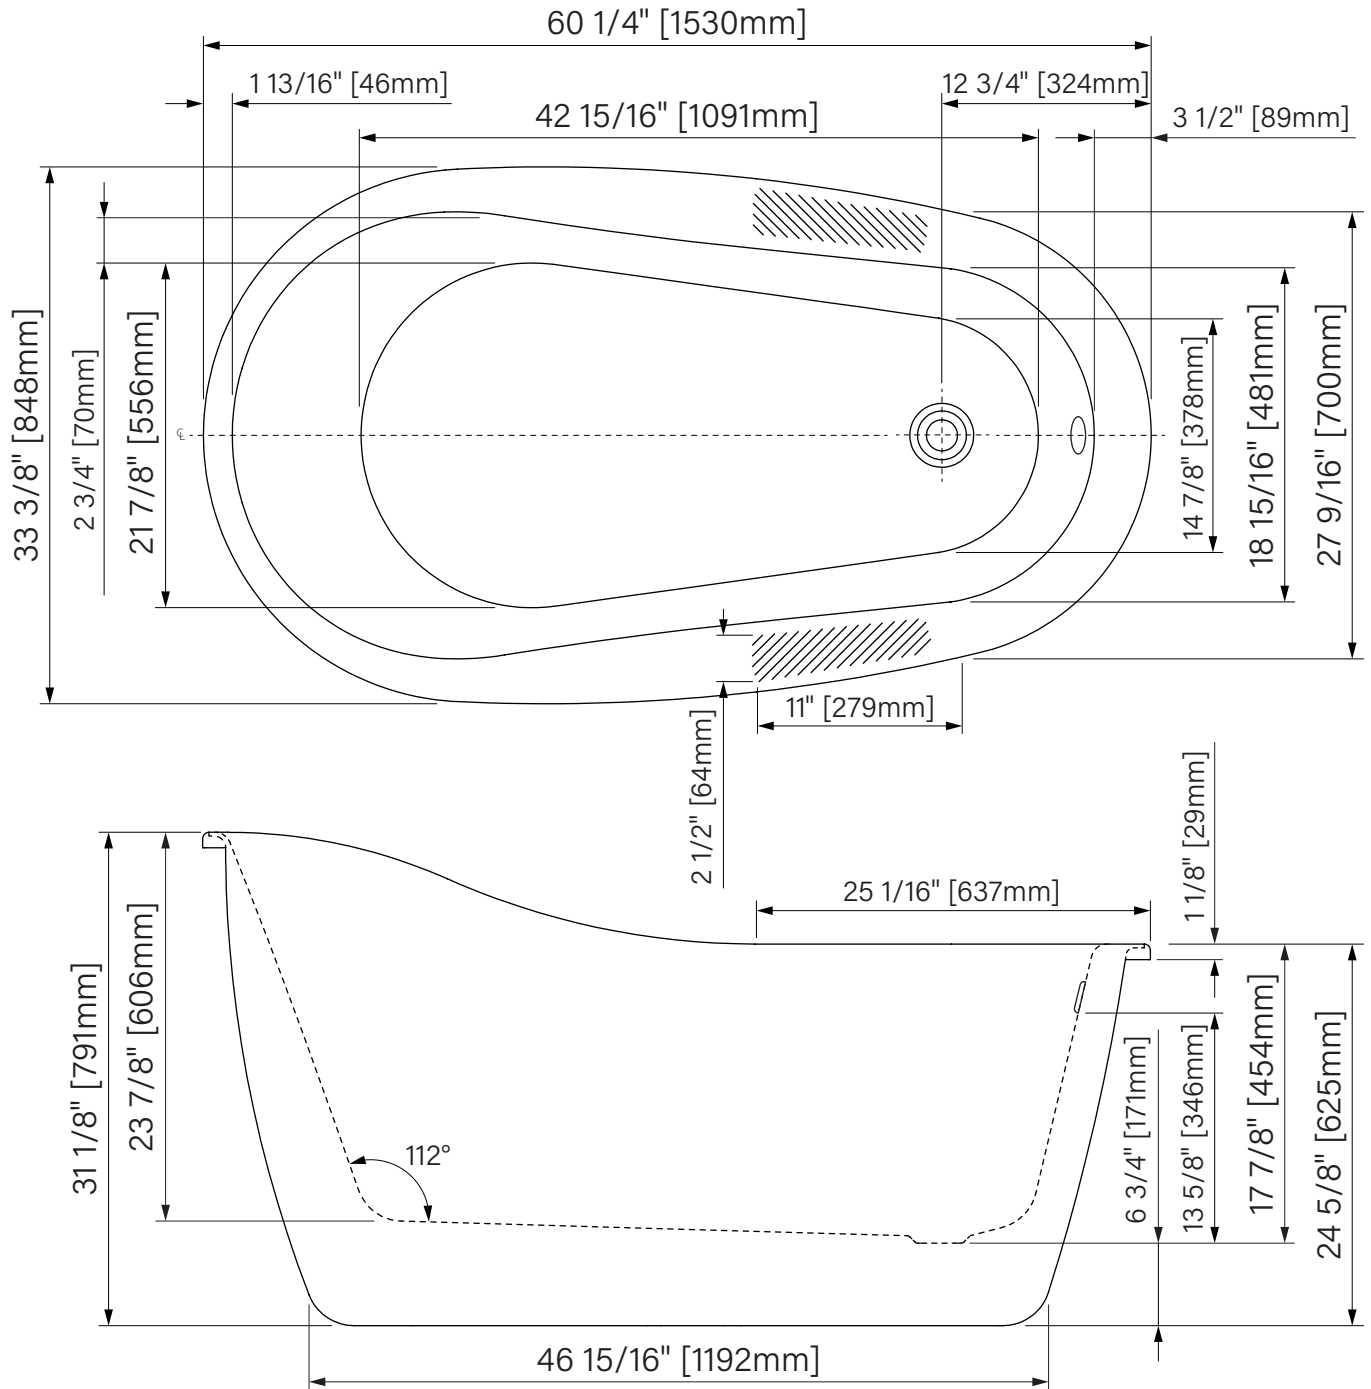 60 1/4" [1530mm]
1 13/16" [46mm]
12 3/4" [324mm]
42 15/16" [1091mm]
3 1/2" [89mm]
33 3/8" [848mm]
2 3/4" [70mm]
21 7/8" [556mm]
℄
14 7/8" [378mm]
18 15/16" [481mm]
27 9/16" [700mm]
11" [279mm]
2 1/2" [64mm]
1 1/8" [29mm]
25 1/16" [637mm]
31 1/8" [791mm]
23 7/8" [606mm]
112°
6 3/4" [171mm]
13 5/8" [346mm]
17 7/8" [454mm]
24 5/8" [625mm]
46 15/16" [1192mm]